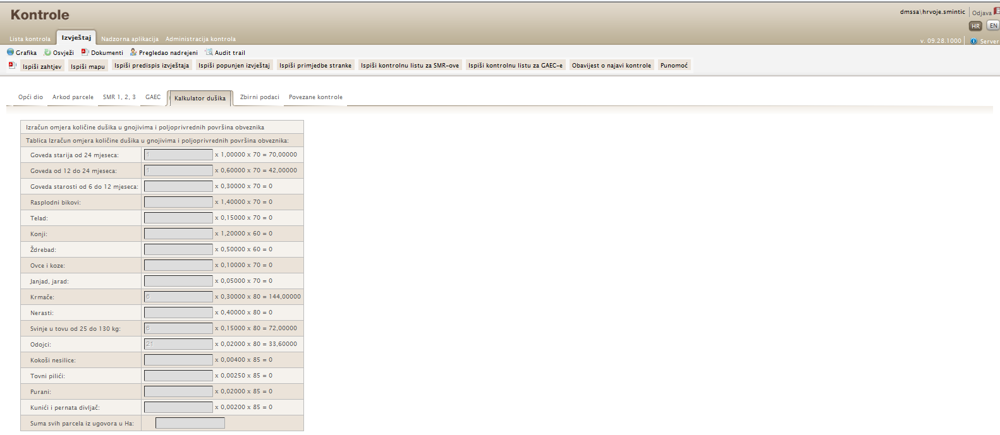 Kontrole
dmssa\hrvoje.smintic Odjava
HR EN
Lista kontrola Izvještaj Nadzorna aplikacija Administracija kontrola
v. 09.28.1000 Server
Grafika Osvježi Dokumenti Pregledao nadrejeni Audit trail
Ispiši zahtjev Ispiši mapu Ispiši predispis izvještaja Ispiši popunjen izvještaj Ispiši primjedbe stranke Ispiši kontrolnu listu za SMR-ove Ispiši kontrolnu listu za GAEC-e Obavijest o najavi kontrole Punomoć
Opći dio Arkod parcele SMR 1, 2, 3 GAEC Kalkulator dušika Zbirni podaci Povezane kontrole
Izračun omjera količine dušika u gnojivima i poljoprivrednih površina obveznika
Tablica Izračun omjera količine dušika u gnojivima i poljoprivrednih površina obveznika:
Goveda starija od 24 mjeseca: 1 x 1,00000 x 70 = 70,00000
Goveda od 12 do 24 mjeseca: 1 x 0,60000 x 70 = 42,00000
Goveda starosti od 6 do 12 mjeseca: x 0,30000 x 70 = 0
Rasplodni bikovi: x 1,40000 x 70 = 0
Telad: x 0,15000 x 70 = 0
Konji: x 1,20000 x 60 = 0
Ždrebad: x 0,50000 x 60 = 0
Ovce i koze: x 0,10000 x 70 = 0
Janjad, jarad: x 0,05000 x 70 = 0
Krmače: 6 x 0,30000 x 80 = 144,00000
Nerasti: x 0,40000 x 80 = 0
Svinje u tovu od 25 do 130 kg: 6 x 0,15000 x 80 = 72,00000
Odojci: 21 x 0,02000 x 80 = 33,60000
Kokoši nesilice: x 0,00400 x 85 = 0
Tovni pilići: x 0,00250 x 85 = 0
Purani: x 0,02000 x 85 = 0
Kunići i pernata divljač: x 0,00200 x 85 = 0
Suma svih parcela iz ugovora u Ha: